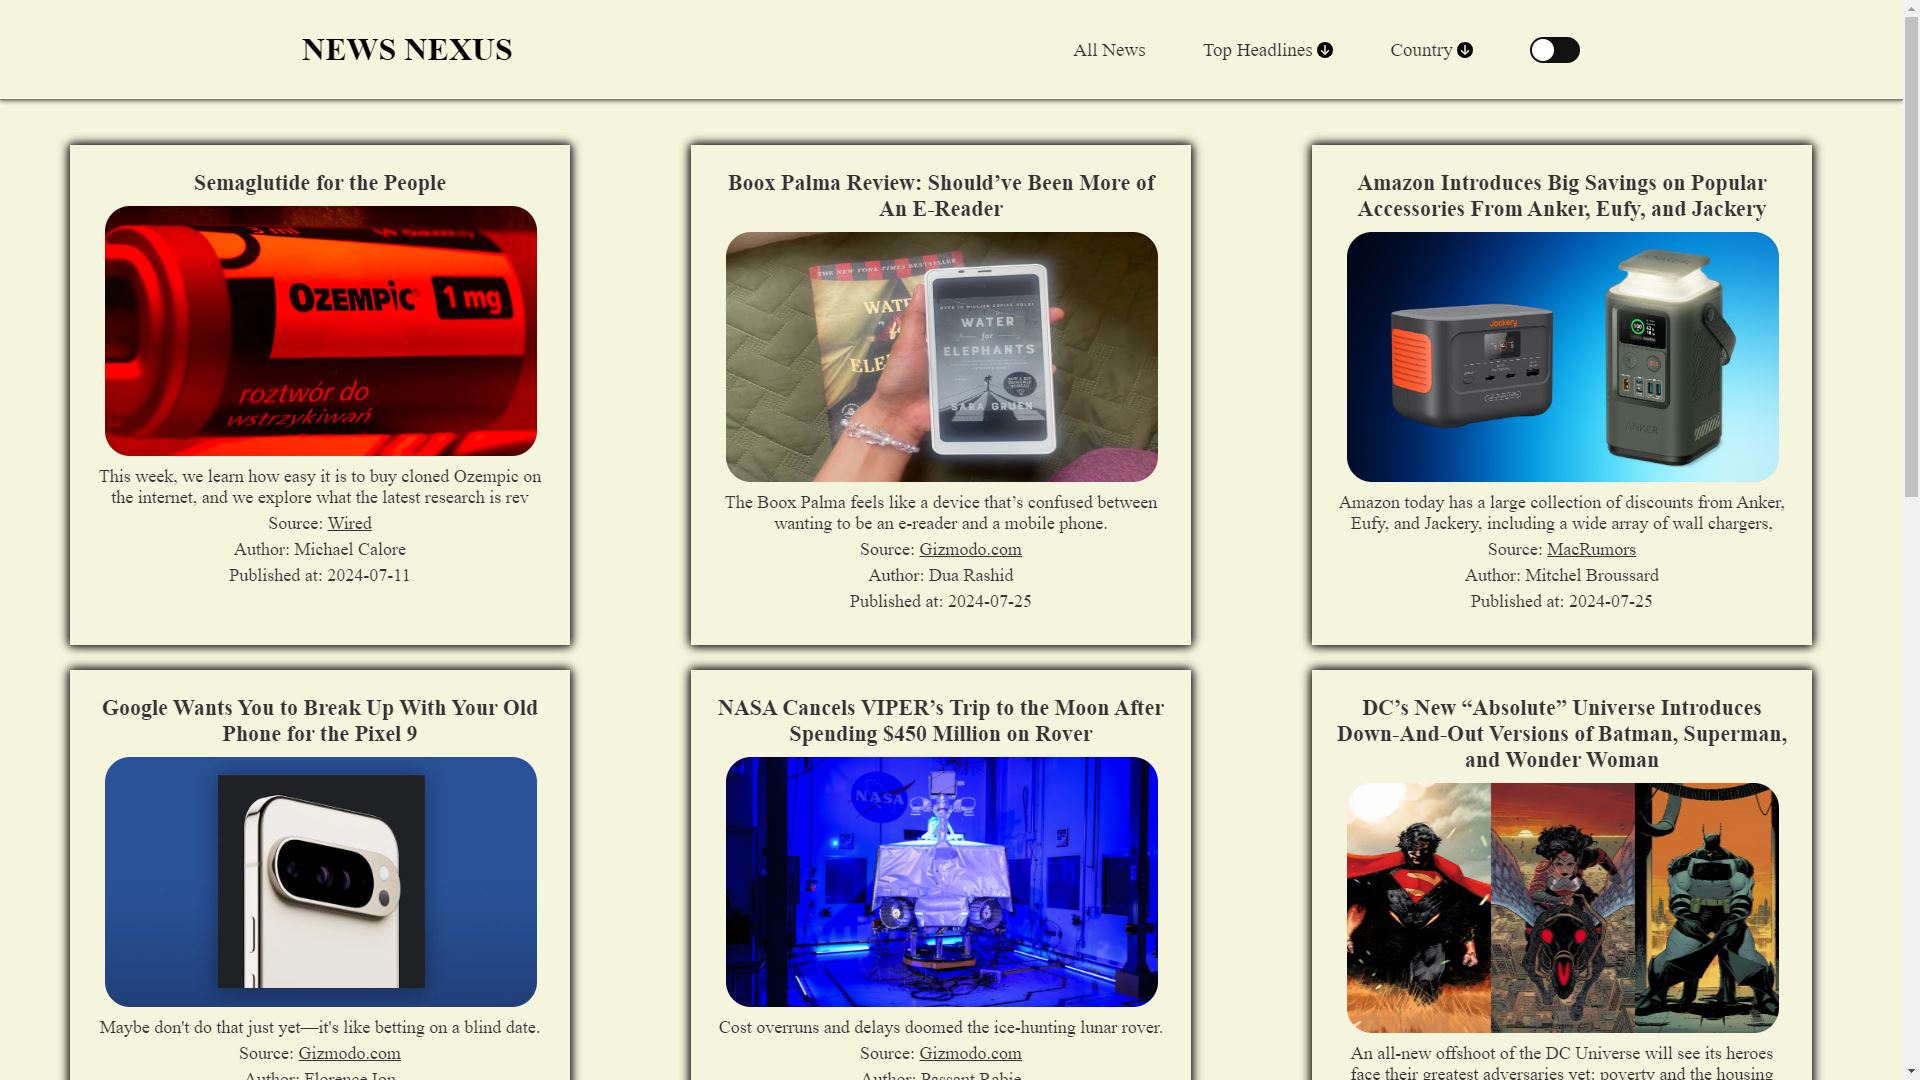 NEWS NEXUS
All News
Top Headlines
Country
Semaglutide for the People
OZEMPIC® 1 mg
roztwór do
wstrzykiwań
This week, we learn how easy it is to buy cloned Ozempic on
the internet, and we explore what the latest research is rev
Source: Wired
Author: Michael Calore
Published at: 2024-07-11
Boox Palma Review: Should’ve Been More of
An E-Reader
THE NEW YORK TIMES BESTSELLER
WATER
for
ELEPHANTS
SARA GRUEN
The Boox Palma feels like a device that’s confused between
wanting to be an e-reader and a mobile phone.
Source: Gizmodo.com
Author: Dua Rashid
Published at: 2024-07-25
Amazon Introduces Big Savings on Popular
Accessories From Anker, Eufy, and Jackery
ANKER
Jackery
ANKER
Amazon today has a large collection of discounts from Anker,
Eufy, and Jackery, including a wide array of wall chargers,
Source: MacRumors
Author: Mitchel Broussard
Published at: 2024-07-25
Google Wants You to Break Up With Your Old
Phone for the Pixel 9
Maybe don't do that just yet—it's like betting on a blind date.
Source: Gizmodo.com
Author: Florence Ion
NASA Cancels VIPER’s Trip to the Moon After
Spending $450 Million on Rover
NASA
Cost overruns and delays doomed the ice-hunting lunar rover.
Source: Gizmodo.com
Author: Passant Rabie
DC’s New “Absolute” Universe Introduces
Down-And-Out Versions of Batman, Superman,
and Wonder Woman
An all-new offshoot of the DC Universe will see its heroes
face their greatest adversaries yet: poverty and the housing